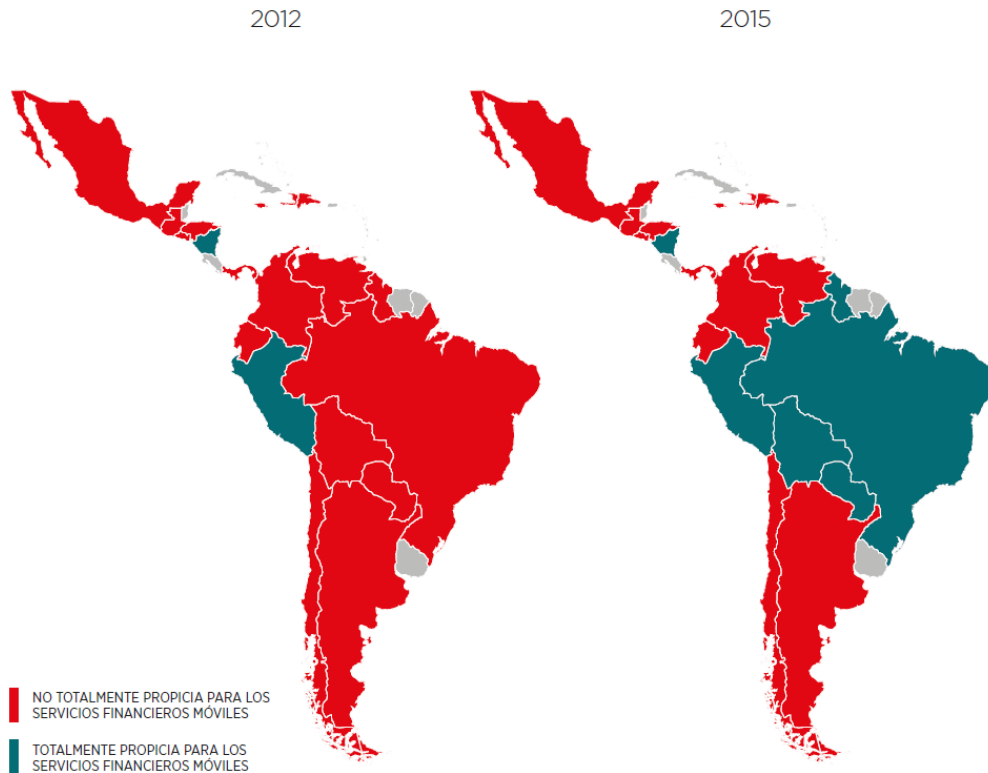 2012
2015
NO TOTALMENTE PROPICIA PARA LOS
SERVICIOS FINANCIEROS MÓVILES
TOTALMENTE PROPICIA PARA LOS
SERVICIOS FINANCIEROS MÓVILES